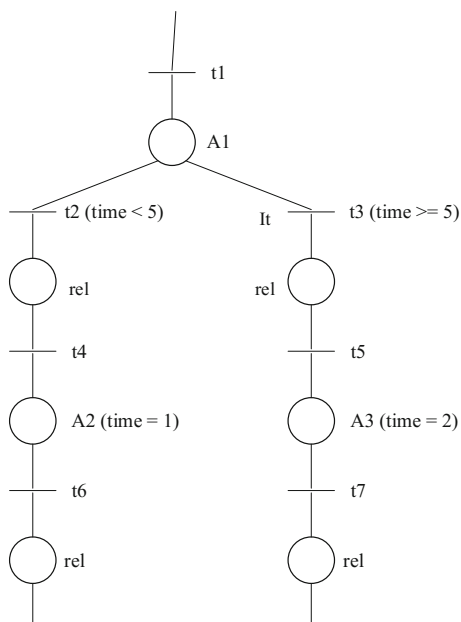 t1
A1
t2 (time < 5)
It
t3 (time >= 5)
rel
rel
t4
t5
A2 (time = 1)
A3 (time = 2)
t6
t7
rel
rel